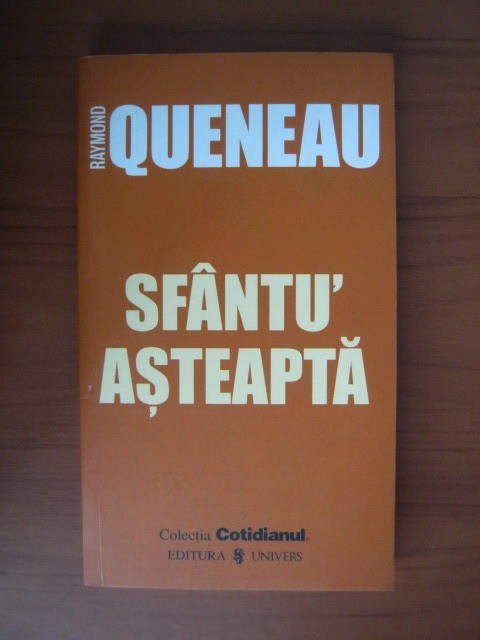 RAYMOND
QUENEAU
SFÂNTU'
AȘTEAPTĂ
Colecția Cotidianul.
EDITURA UNIVERS